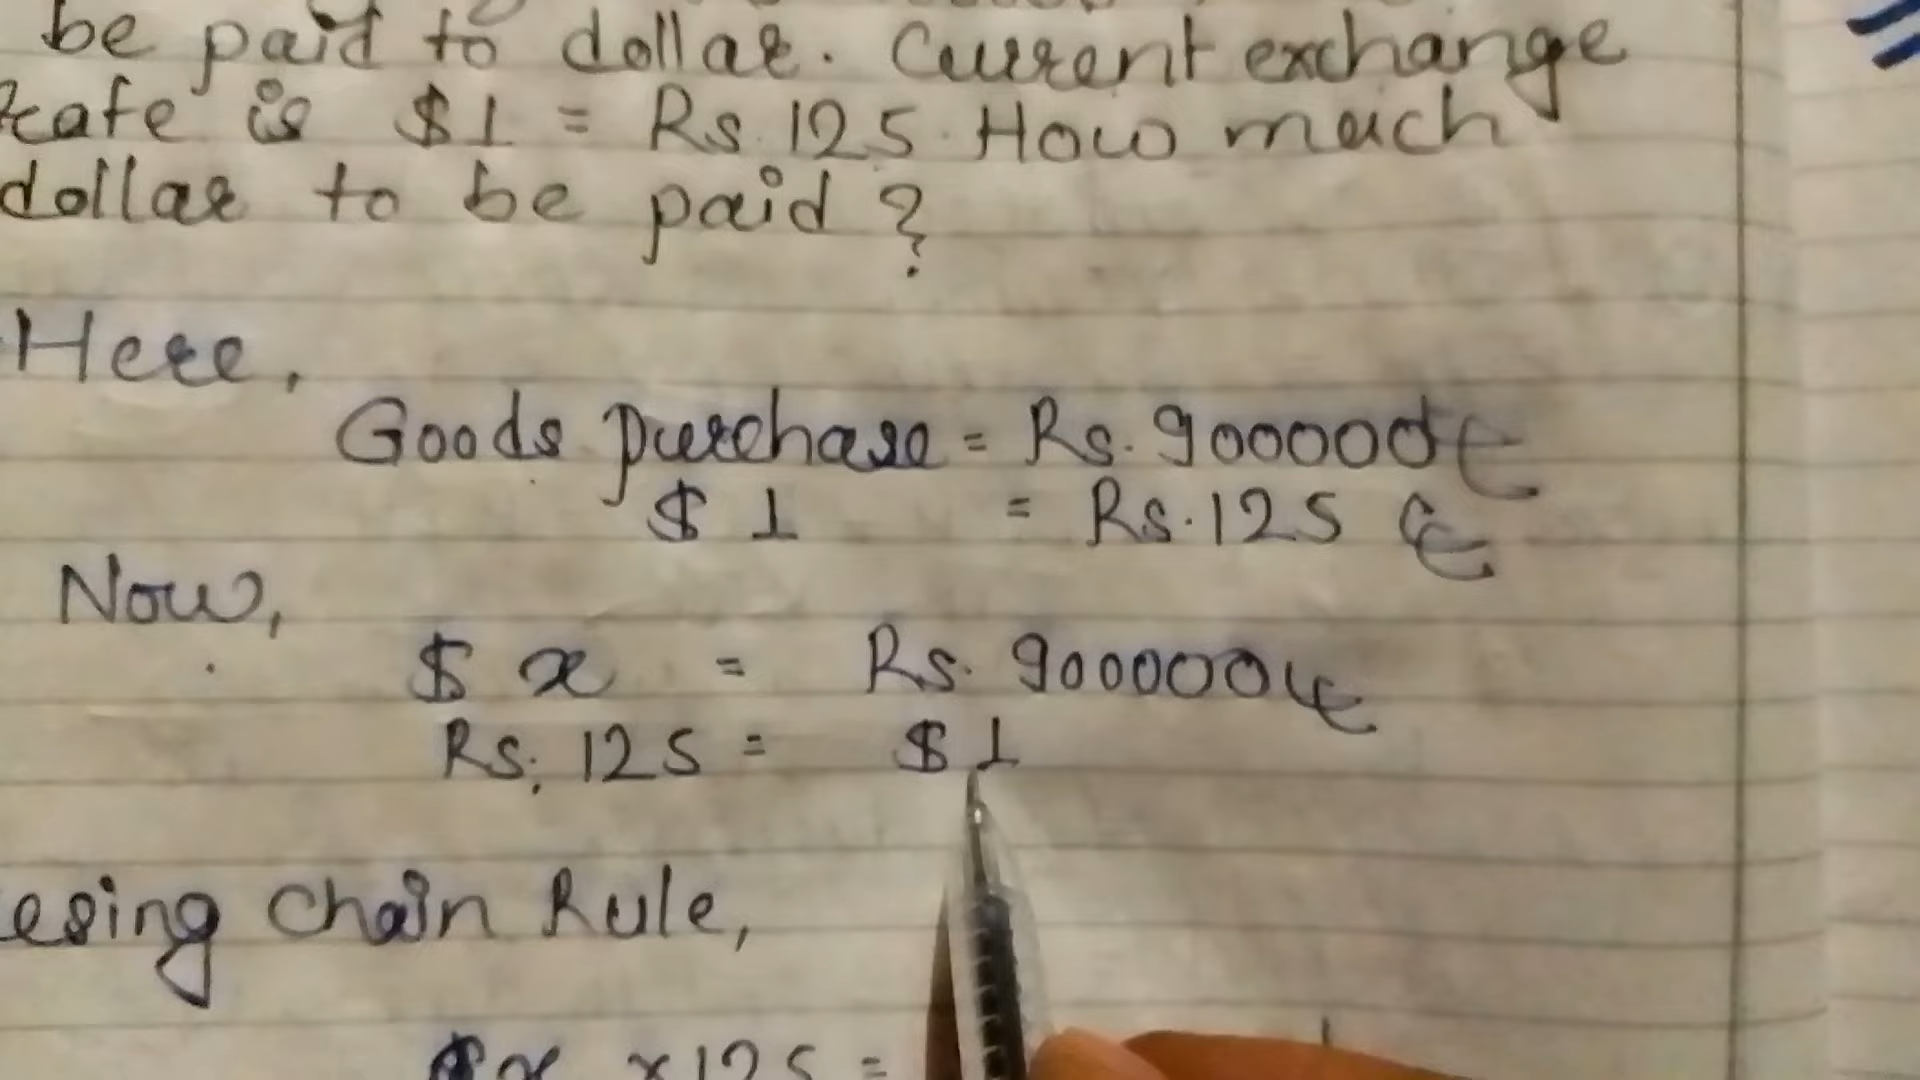 be paid to dollar. Current exchange
rate is $1 = Rs. 125. How much
dollar to be paid?
Here,
Goods purchase = Rs. 900000
$ 1 = Rs. 125
Now,
$ x = Rs. 900000
Rs. 125 = $1
using Chain Rule,
$x x125 =